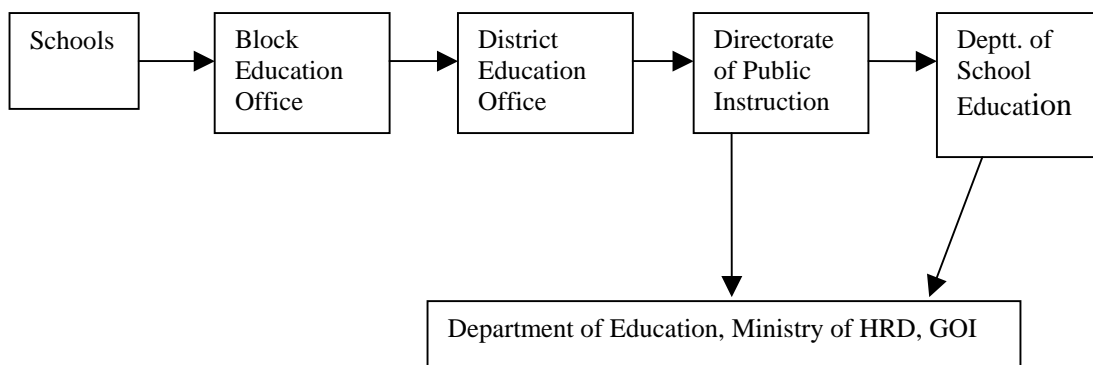 Schools
Block
Education
Office
District
Education
Office
Directorate
of Public
Instruction
Deptt. of
School
Education
Department of Education, Ministry of HRD, GOI